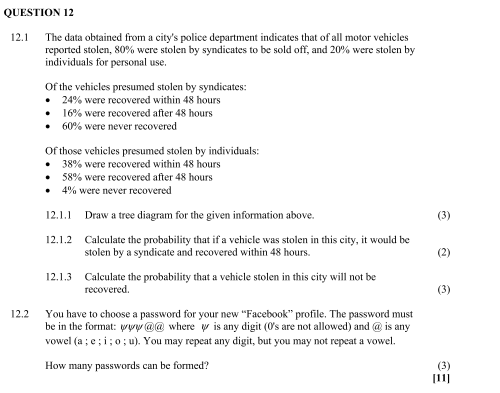 QUESTION 12
12.1 The data obtained from a city's police department indicates that of all motor vehicles
reported stolen, 80% were stolen by syndicates to be sold off, and 20% were stolen by
individuals for personal use.
Of the vehicles presumed stolen by syndicates:
• 24% were recovered within 48 hours
• 16% were recovered after 48 hours
• 60% were never recovered
Of those vehicles presumed stolen by individuals:
• 38% were recovered within 48 hours
• 58% were recovered after 48 hours
• 4% were never recovered
12.1.1 Draw a tree diagram for the given information above. (3)
12.1.2 Calculate the probability that if a vehicle was stolen in this city, it would be
stolen by a syndicate and recovered within 48 hours. (2)
12.1.3 Calculate the probability that a vehicle stolen in this city will not be
recovered. (3)
12.2 You have to choose a password for your new “Facebook” profile. The password must
be in the format: ψψψ@@ where ψ is any digit (0's are not allowed) and @ is any
vowel (a ; e ; i ; o ; u). You may repeat any digit, but you may not repeat a vowel.
How many passwords can be formed? (3)
[11]